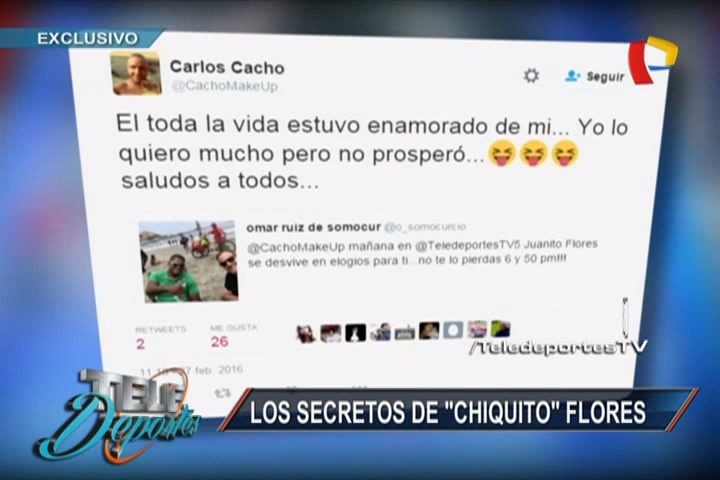 EXCLUSIVO
Carlos Cacho
@CachoMakeUp
Seguir
El toda la vida estuvo enamorado de mi... Yo lo
quiero mucho pero no prosperó...😝😝😝
saludos a todos...
omar ruiz de somocur @o_somocurcio
@CachoMakeUp mañana en @TeledeportesTV5 Juanito Flores
se desvive en elogios para ti...no te lo pierdas 6 y 50 pm!!!
RETWEETS ME GUSTA
2 26
feb. 2016
/TeledeportesTV
TELE
Deportes
LOS SECRETOS DE "CHIQUITO" FLORES